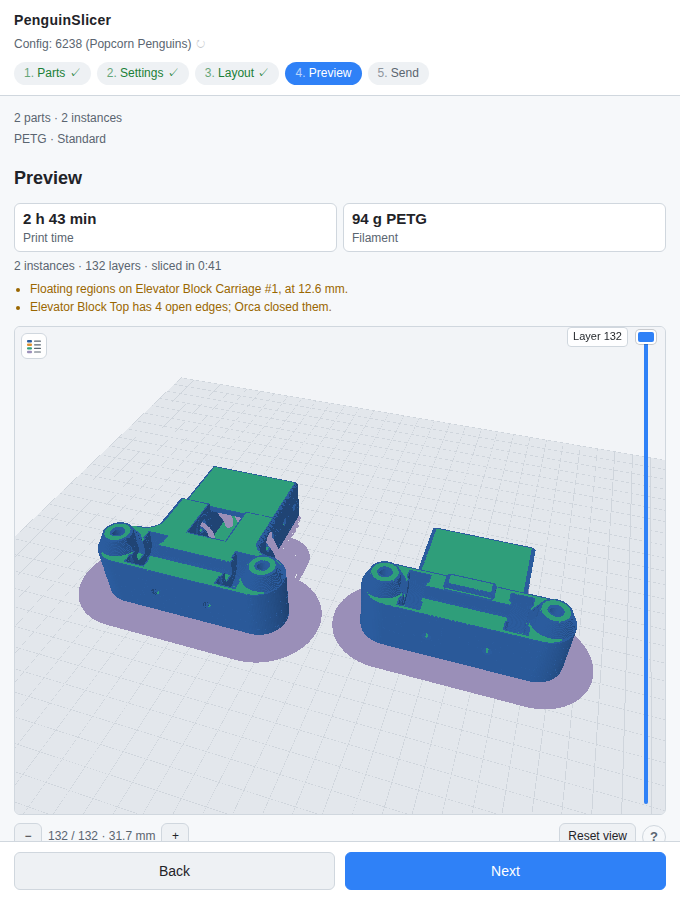 PenguinSlicer
Config: 6238 (Popcorn Penguins)
1. Parts ✓ 2. Settings ✓ 3. Layout ✓ 4. Preview 5. Send
2 parts · 2 instances
PETG · Standard
Preview
2 h 43 min
Print time
94 g PETG
Filament
2 instances · 132 layers · sliced in 0:41
• Floating regions on Elevator Block Carriage #1, at 12.6 mm.
• Elevator Block Top has 4 open edges; Orca closed them.
Layer 132
− 132 / 132 · 31.7 mm + Reset view ?
Back Next